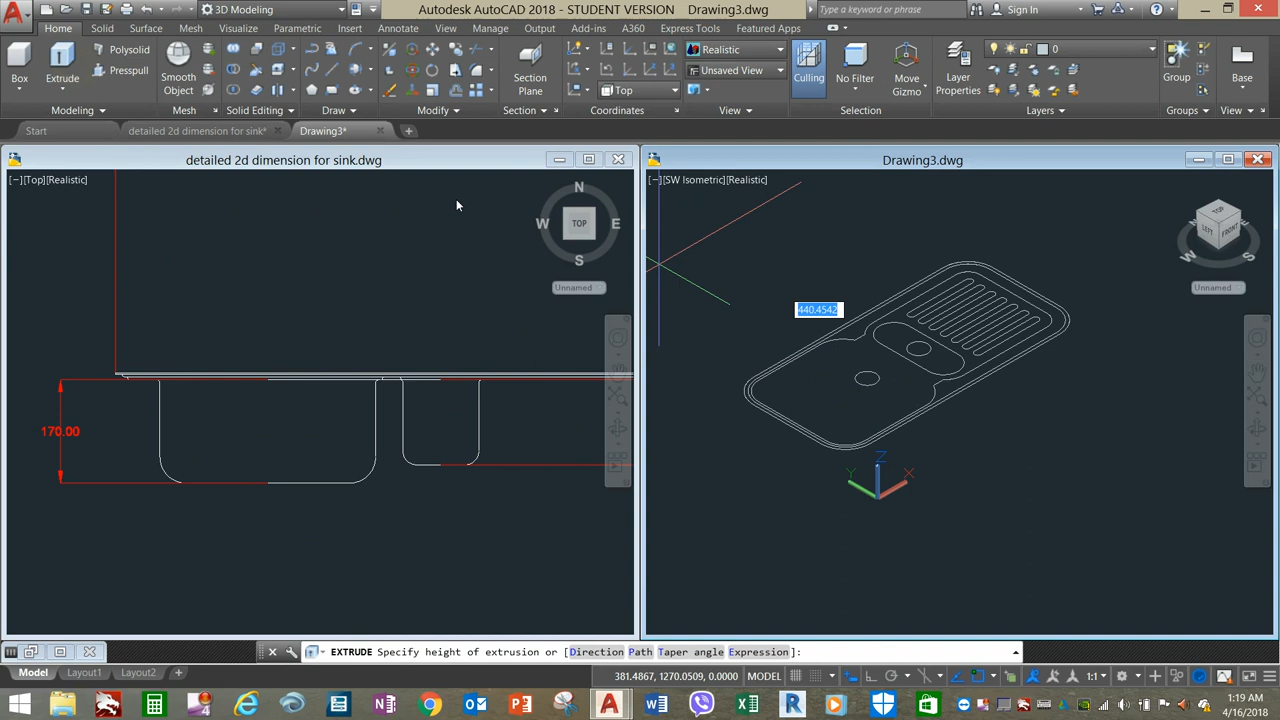 3D Modeling
Autodesk AutoCAD 2018 - STUDENT VERSION Drawing3.dwg
Type a keyword or phrase
Sign In
Home Solid Surface Mesh Visualize Parametric Insert Annotate View Manage Output Add-ins A360 Express Tools Featured Apps
Box
Extrude
Polysolid
Presspull
Smooth
Object
Section
Plane
Realistic
Unsaved View
Top
Culling
No Filter
Move
Gizmo
Layer
Properties
0
Group
Base
Modeling
Mesh
Solid Editing
Draw
Modify
Section
Coordinates
View
Selection
Layers
Groups
View
Start
detailed 2d dimension for sink*
Drawing3*
detailed 2d dimension for sink.dwg
[−][Top][Realistic]
N
W
TOP
E
S
Unnamed
170.00
Drawing3.dwg
[−][SW Isometric][Realistic]
TOP
LEFT
FRONT
W
S
Unnamed
440.4542
Z
Y
X
EXTRUDE Specify height of extrusion or [Direction Path Taper angle Expression]:
Model
Layout1
Layout2
381.4867, 1270.0509, 0.0000 MODEL
1:1
1:19 AM
4/16/2018